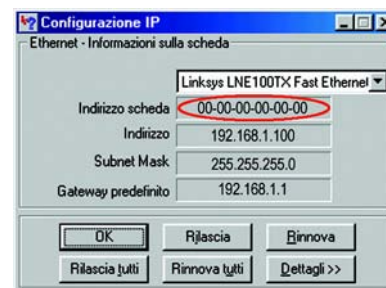 Configurazione IP
Ethernet - Informazioni sulla scheda
Linksys LNE100TX Fast Ethernet
Indirizzo scheda 00-00-00-00-00-00
Indirizzo 192.168.1.100
Subnet Mask 255.255.255.0
Gateway predefinito 192.168.1.1
OK Rilascia Rinnova
Rilascia tutti Rinnova tutti Dettagli >>